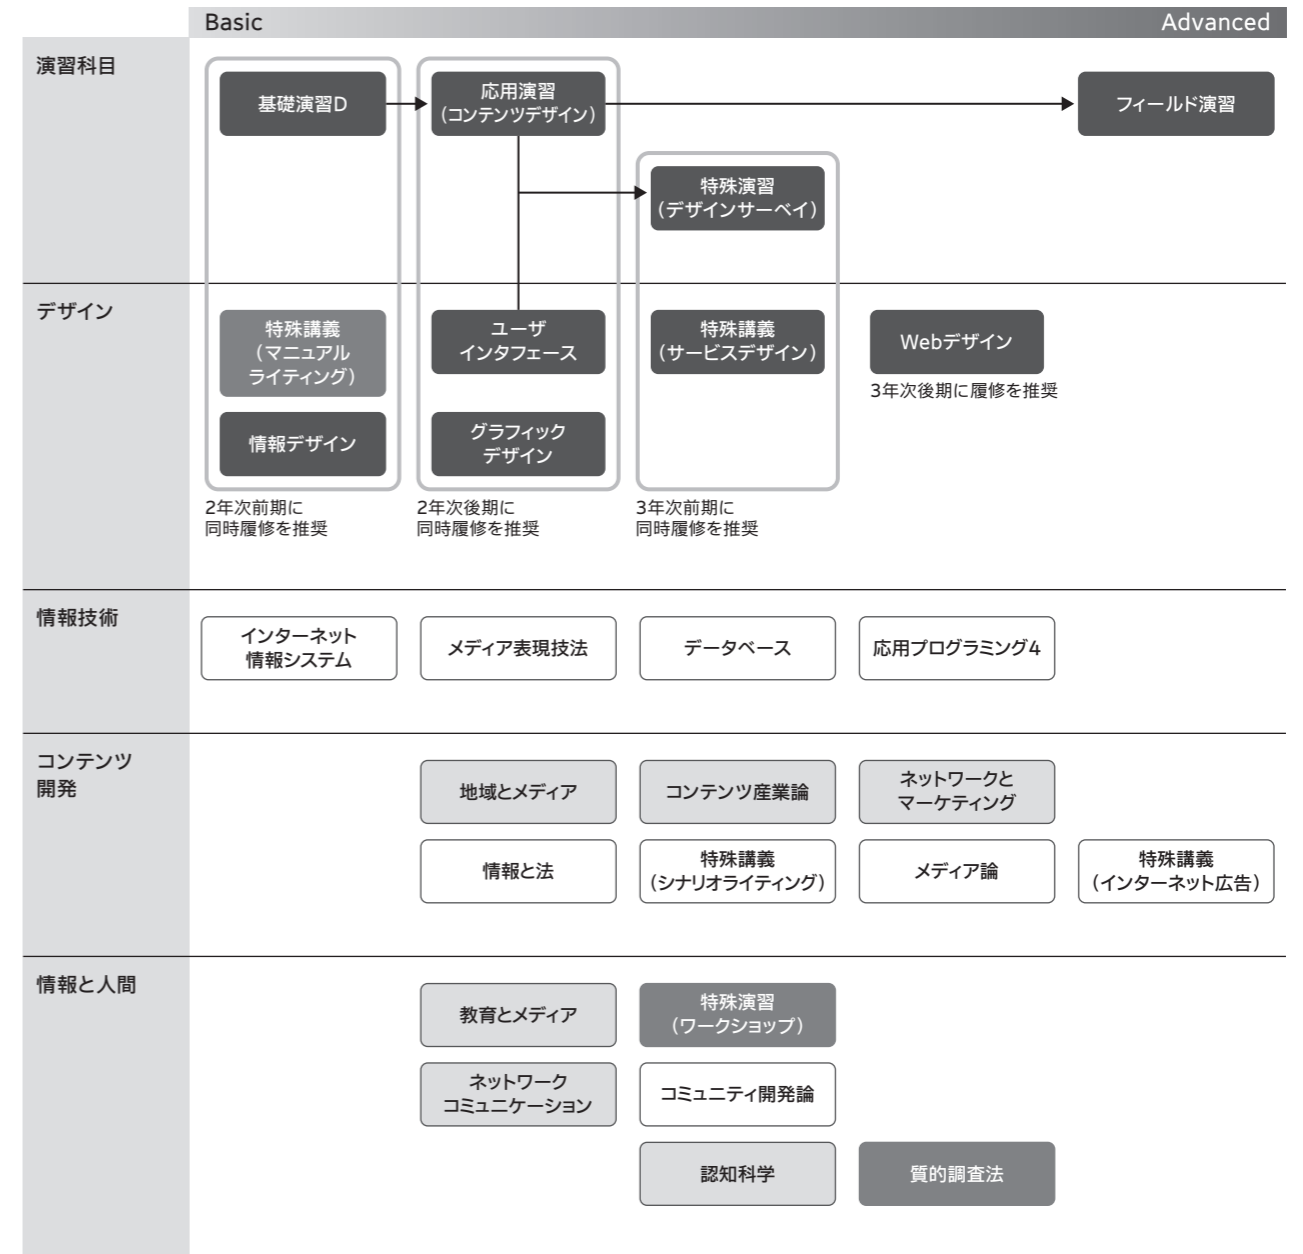 Basic
Advanced
演習科目
基礎演習D
応用演習
（コンテンツデザイン）
フィールド演習
特殊演習
（デザインサーベイ）
デザイン
特殊講義
（マニュアル
ライティング）
ユーザ
インタフェース
特殊講義
（サービスデザイン）
Webデザイン
3年次後期に履修を推奨
情報デザイン
グラフィック
デザイン
2年次前期に
同時履修を推奨
2年次後期に
同時履修を推奨
3年次前期に
同時履修を推奨
情報技術
インターネット
情報システム
メディア表現技法
データベース
応用プログラミング4
コンテンツ
開発
地域とメディア
コンテンツ産業論
ネットワークと
マーケティング
情報と法
特殊講義
（シナリオライティング）
メディア論
特殊講義
（インターネット広告）
情報と人間
教育とメディア
特殊演習
（ワークショップ）
ネットワーク
コミュニケーション
コミュニティ開発論
認知科学
質的調査法